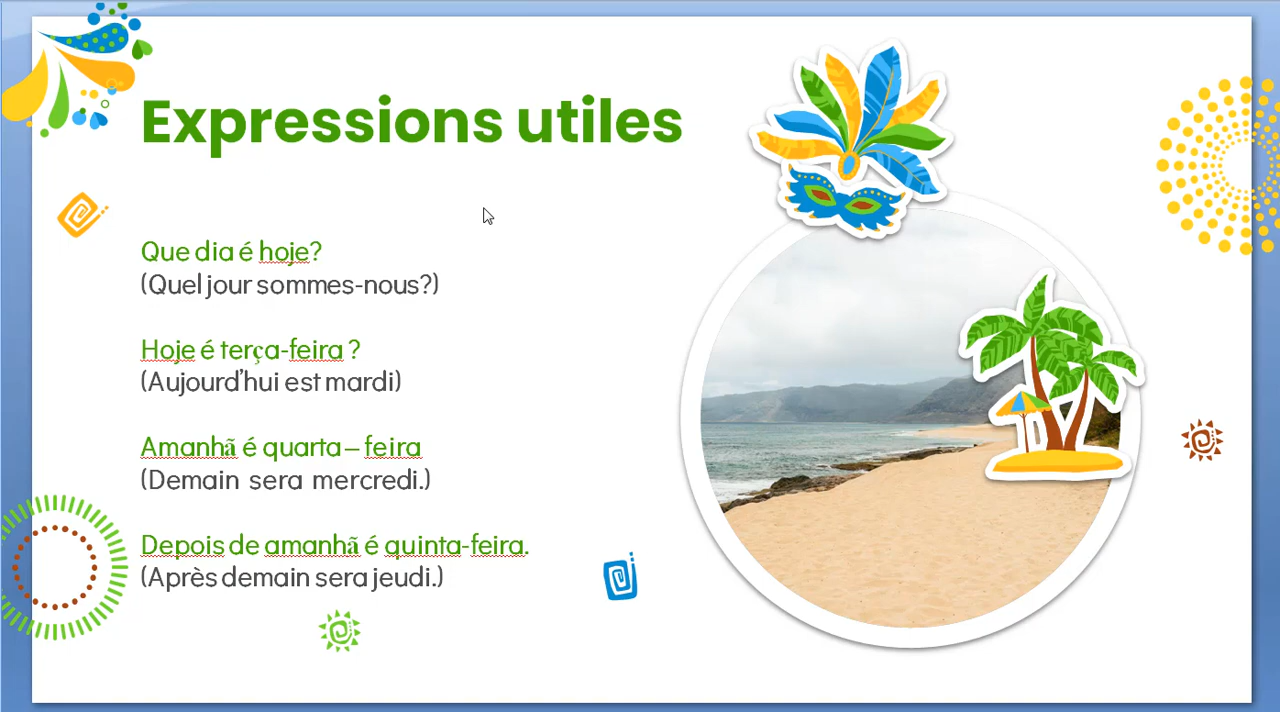 Expressions utiles
Que dia é hoje?
(Quel jour sommes-nous?)
Hoje é terça-feira ?
(Aujourd’hui est mardi)
Amanhã é quarta – feira
(Demain sera mercredi.)
Depois de amanhã é quinta-feira.
(Après demain sera jeudi.)